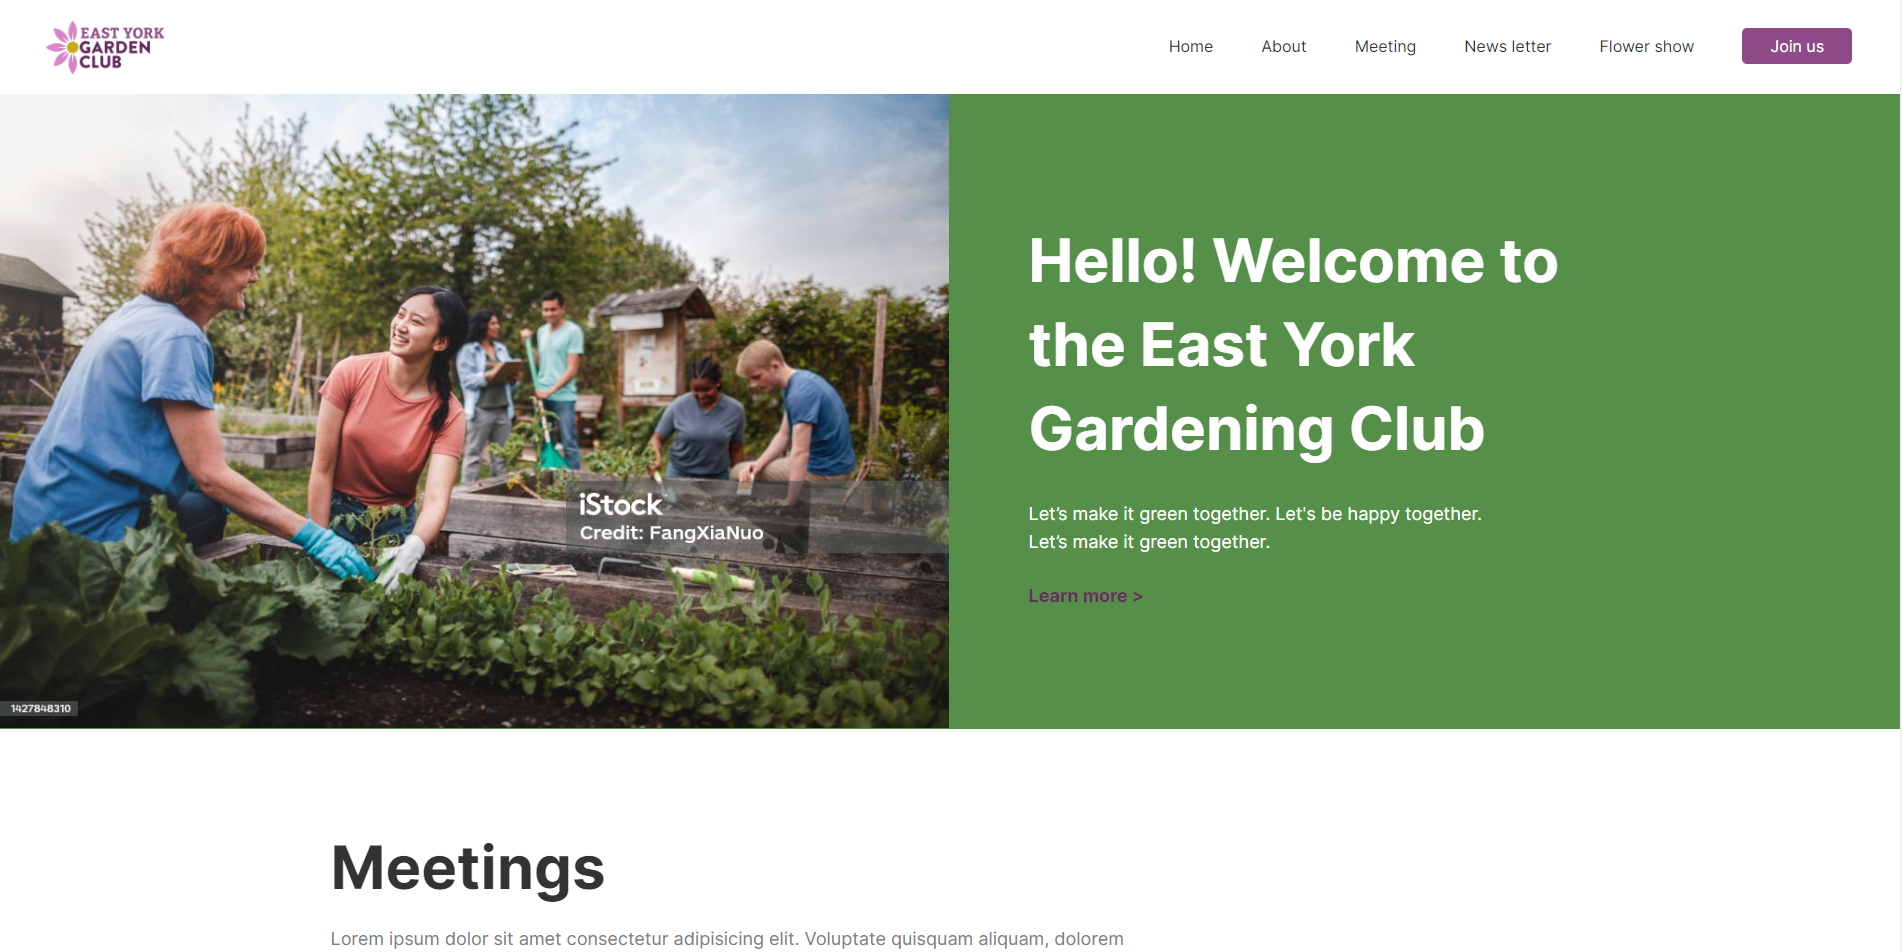 EAST YORK
GARDEN
CLUB
Home About Meeting News letter Flower show Join us
Hello! Welcome to
the East York
Gardening Club
iStock
Credit: FangXiaNuo
Let’s make it green together. Let's be happy together.
Let’s make it green together.
Learn more >
1427848310
Meetings
Lorem ipsum dolor sit amet consectetur adipisicing elit. Voluptate quisquam aliquam, dolorem